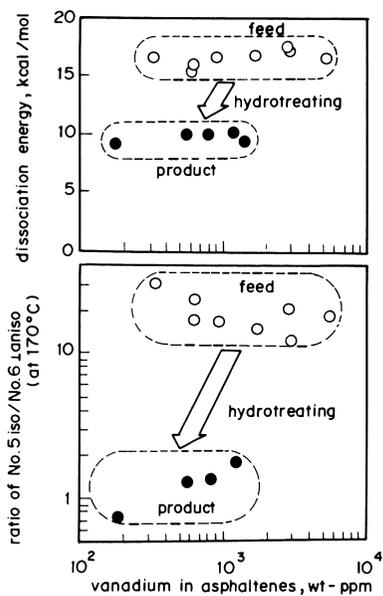 dissociation energy, kcal/mol
20
15
10
5
0
feed
hydrotreating
product
ratio of No.5 iso/No.6⊥aniso
(at 170°C)
10
1
feed
hydrotreating
product
10² 10³ 10⁴
vanadium in asphaltenes, wt-ppm